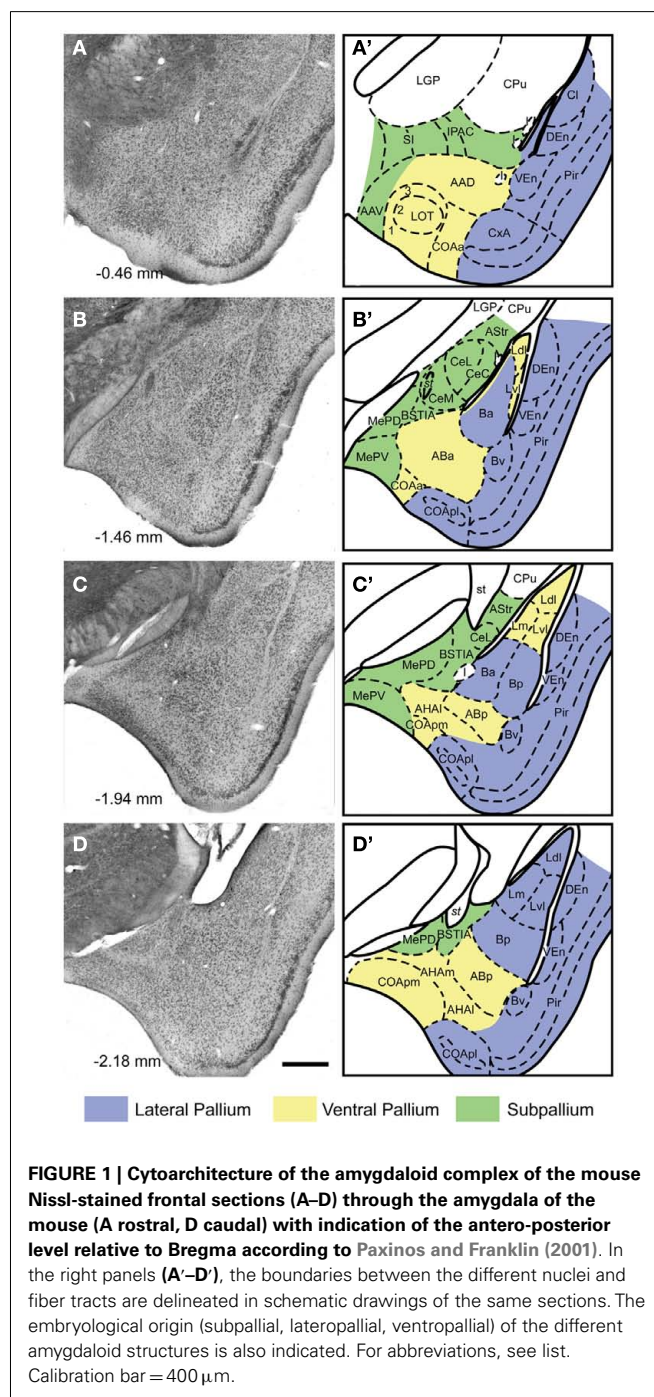 A
-0.46 mm
A'
LGP
CPu
Cl
DEn
SI
IPAC
I
AAD
I
VEn
Pir
3
AAV
2
LOT
1
CxA
COAa
B
-1.46 mm
B'
LGP
CPu
AStr
Ldl
CeL
CeC
DEn
st
Lvl
CeM
MePD
BSTIA
Ba
VEn
Pir
MePV
ABa
Bv
COAa
COApl
C
-1.94 mm
C'
st
CPu
Ldl
AStr
Lm
Lvl
CeL
DEn
BSTIA
MePD
I
Ba
Bp
VEn
MePV
AHAl
ABp
Pir
COApm
Bv
COApl
D
-2.18 mm
D'
Ldl
Lm
DEn
st
Lvl
BSTIA
MePD
Bp
VEn
AHAm
ABp
COApm
Bv
Pir
AHAl
COApl
Lateral Pallium Ventral Pallium Subpallium
FIGURE 1 | Cytoarchitecture of the amygdaloid complex of the mouse
Nissl-stained frontal sections (A–D) through the amygdala of the
mouse (A rostral, D caudal) with indication of the antero-posterior
level relative to Bregma according to Paxinos and Franklin (2001). In
the right panels (A′–D′), the boundaries between the different nuclei and
fiber tracts are delineated in schematic drawings of the same sections. The
embryological origin (subpallial, lateropallial, ventropallial) of the different
amygdaloid structures is also indicated. For abbreviations, see list.
Calibration bar = 400 μm.